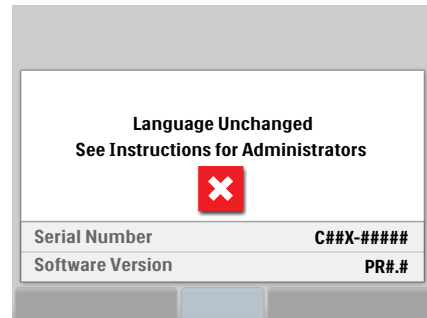 Language Unchanged
See Instructions for Administrators
Serial Number C##X-#####
Software Version PR#.#